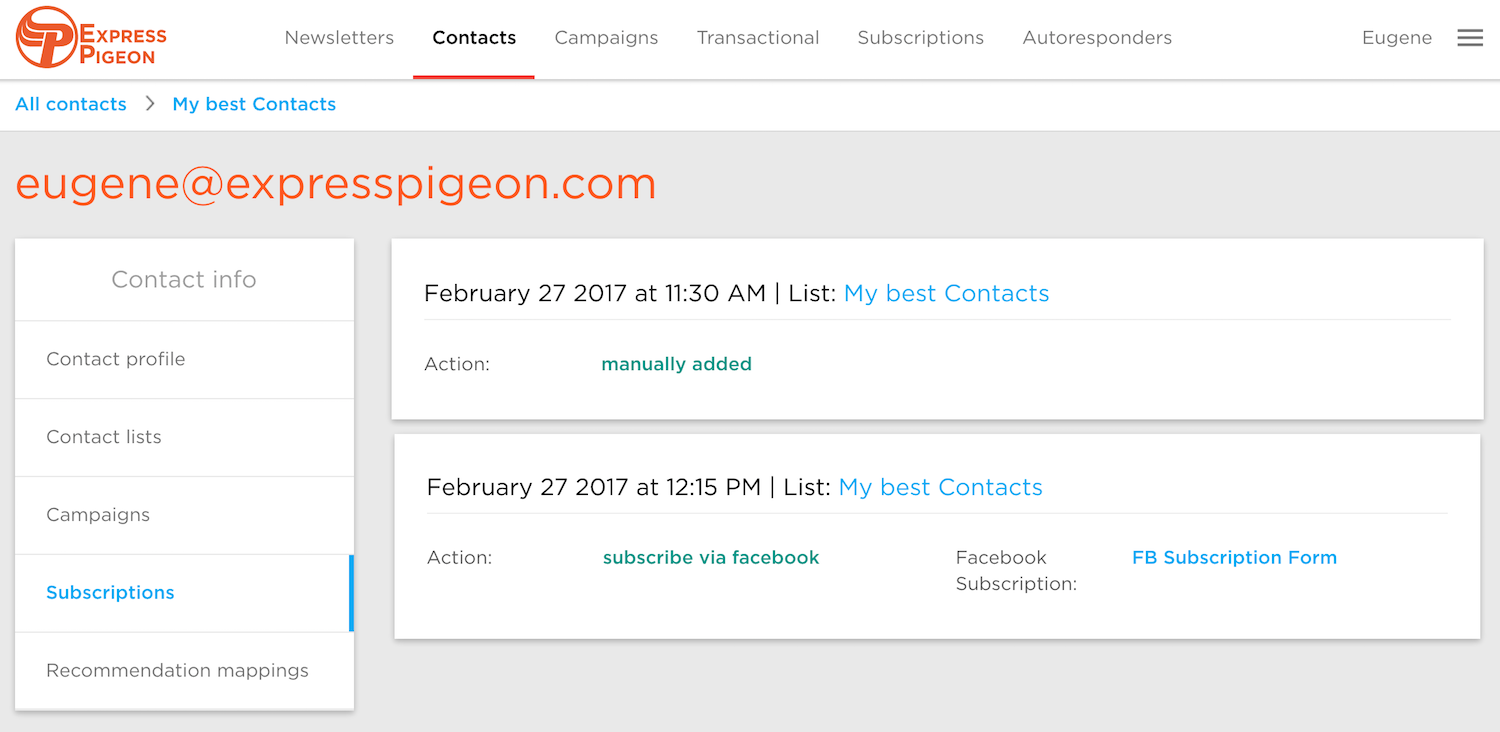 EXPRESS
PIGEON
Newsletters Contacts Campaigns Transactional Subscriptions Autoresponders Eugene
All contacts My best Contacts
eugene@expresspigeon.com
Contact info
Contact profile
Contact lists
Campaigns
Subscriptions
Recommendation mappings
February 27 2017 at 11:30 AM | List: My best Contacts
Action: manually added
February 27 2017 at 12:15 PM | List: My best Contacts
Action: subscribe via facebook
Facebook
Subscription:
FB Subscription Form